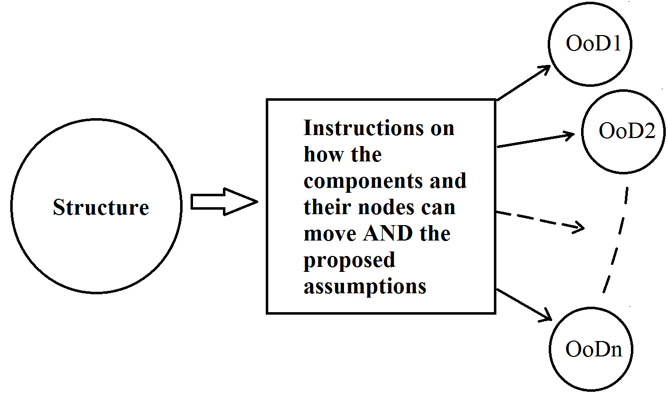 Structure
Instructions on
how the
components and
their nodes can
move AND the
proposed
assumptions
OoD1
OoD2
OoDn